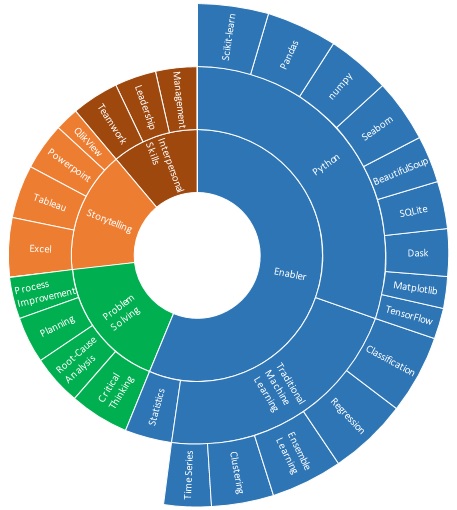 Scikit-learn
Pandas
numpy
Seaborn
BeautifulSoup
SQLite
Dask
Matplotlib
TensorFlow
Python
Enabler
Classification
Regression
Ensemble
Learning
Clustering
Time Series
Traditional
Machine
Learning
Statistics
Critical
Thinking
Root-Cause
Analysis
Planning
Process
Improvement
Problem
Solving
Excel
Tableau
Powerpoint
QlikView
Storytelling
Teamwork
Leadership
Management
Interpersonal
Skills